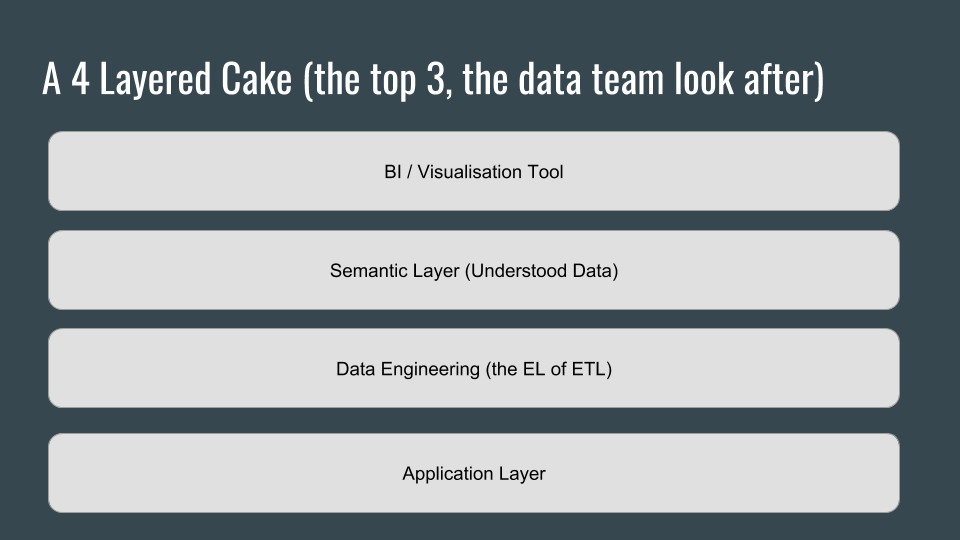 A 4 Layered Cake (the top 3, the data team look after)
BI / Visualisation Tool
Semantic Layer (Understood Data)
Data Engineering (the EL of ETL)
Application Layer